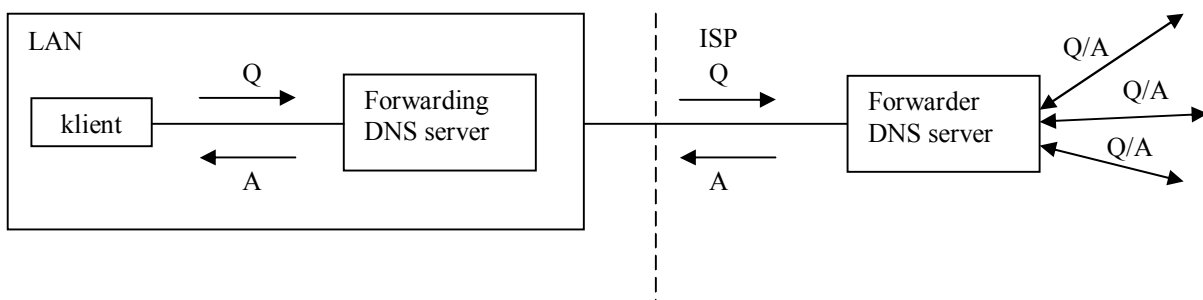 LAN
ISP
Q
Q
Q/A
Q/A
Q/A
klient
Forwarding
DNS server
Forwarder
DNS server
A
A